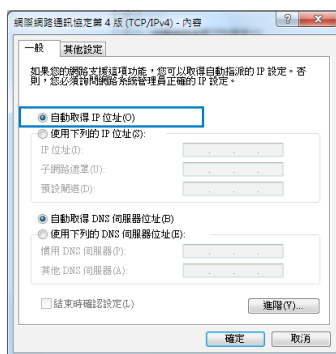 網際網路通訊協定第 4 版 (TCP/IPv4) - 內容
一般 其他設定
如果您的網路支援這項功能，您可以取得自動指派的 IP 設定。否
則，您必須詢問網路系統管理員正確的 IP 設定。
自動取得 IP 位址(O)
使用下列的 IP 位址(S):
IP 位址(I):
子網路遮罩(U):
預設閘道(D):
自動取得 DNS 伺服器位址(B)
使用下列的 DNS 伺服器位址(E):
慣用 DNS 伺服器(P):
其他 DNS 伺服器(A):
結束時確認設定(L)
進階(V)...
確定 取消